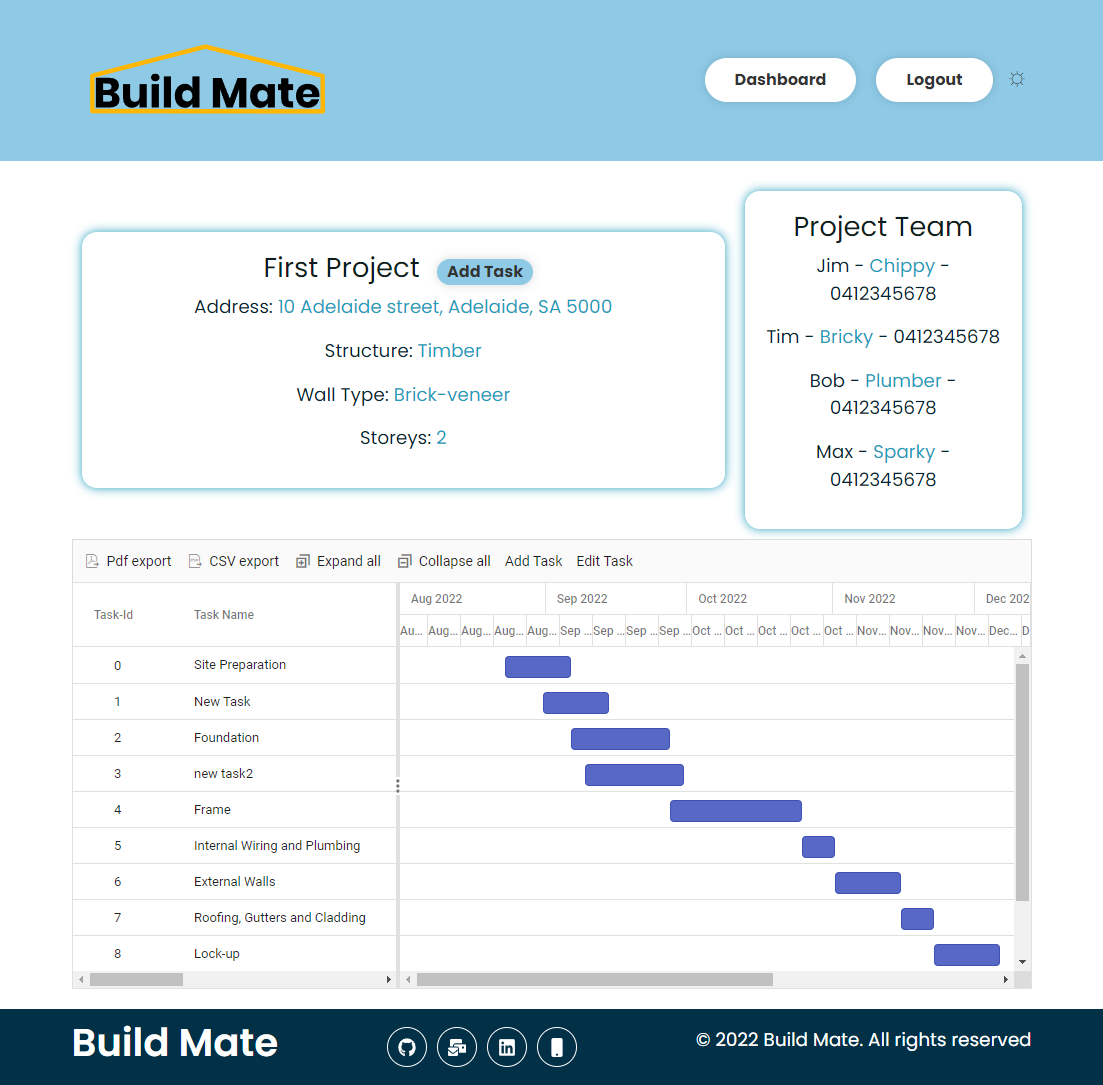 Build Mate
Dashboard
Logout
First Project
Add Task
Address: 10 Adelaide street, Adelaide, SA 5000
Structure: Timber
Wall Type: Brick-veneer
Storeys: 2
Project Team
Jim - Chippy -
0412345678
Tim - Bricky - 0412345678
Bob - Plumber -
0412345678
Max - Sparky -
0412345678
Pdf export CSV export Expand all Collapse all Add Task Edit Task
Task-Id Task Name
Aug 2022 Sep 2022 Oct 2022 Nov 2022 Dec 202
Au... Aug... Aug... Aug... Aug... Sep ... Sep ... Sep ... Sep ... Oct ... Oct ... Oct ... Oct ... Oct ... Nov... Nov... Nov... Nov... Dec... D
0 Site Preparation
1 New Task
2 Foundation
3 new task2
4 Frame
5 Internal Wiring and Plumbing
6 External Walls
7 Roofing, Gutters and Cladding
8 Lock-up
Build Mate
© 2022 Build Mate. All rights reserved